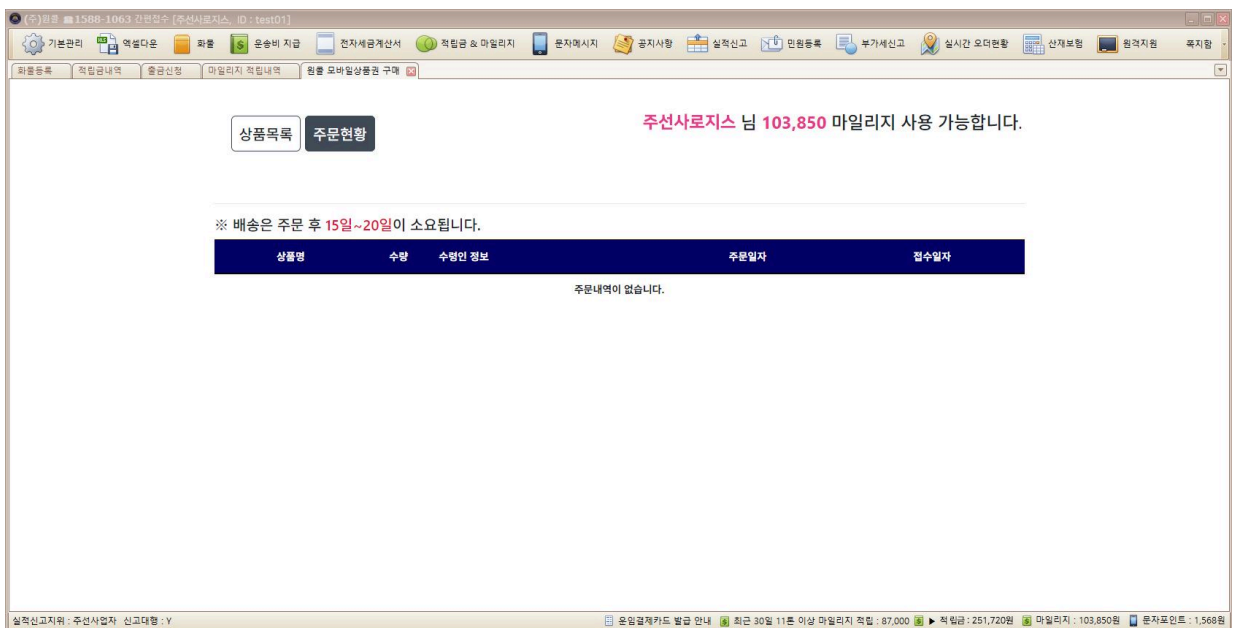 (주)원콜 ☎1588-1063 간편접수 [주선사로지스, ID : test01]
기본관리 엑셀다운 화물 운송비 지급 전자세금계산서 적립금 & 마일리지 문자메시지 공지사항 실적신고 민원등록 부가세신고 실시간 오더현황 산재보험 원격지원 쪽지함
화물등록 적립금내역 출금신청 마일리지 적립내역 원콜 모바일상품권 구매
상품목록 주문현황 주선사로지스 님 103,850 마일리지 사용 가능합니다.
※ 배송은 주문 후 15일~20일이 소요됩니다.
상품명 수량 수령인 정보 주문일자 접수일자
주문내역이 없습니다.
실적신고지위 : 주선사업자 신고대행 : Y 운임결제카드 발급 안내 최근 30일 11톤 이상 마일리지 적립 : 87,000 ▶ 적립금 : 251,720원 마일리지 : 103,850원 문자포인트 : 1,568원